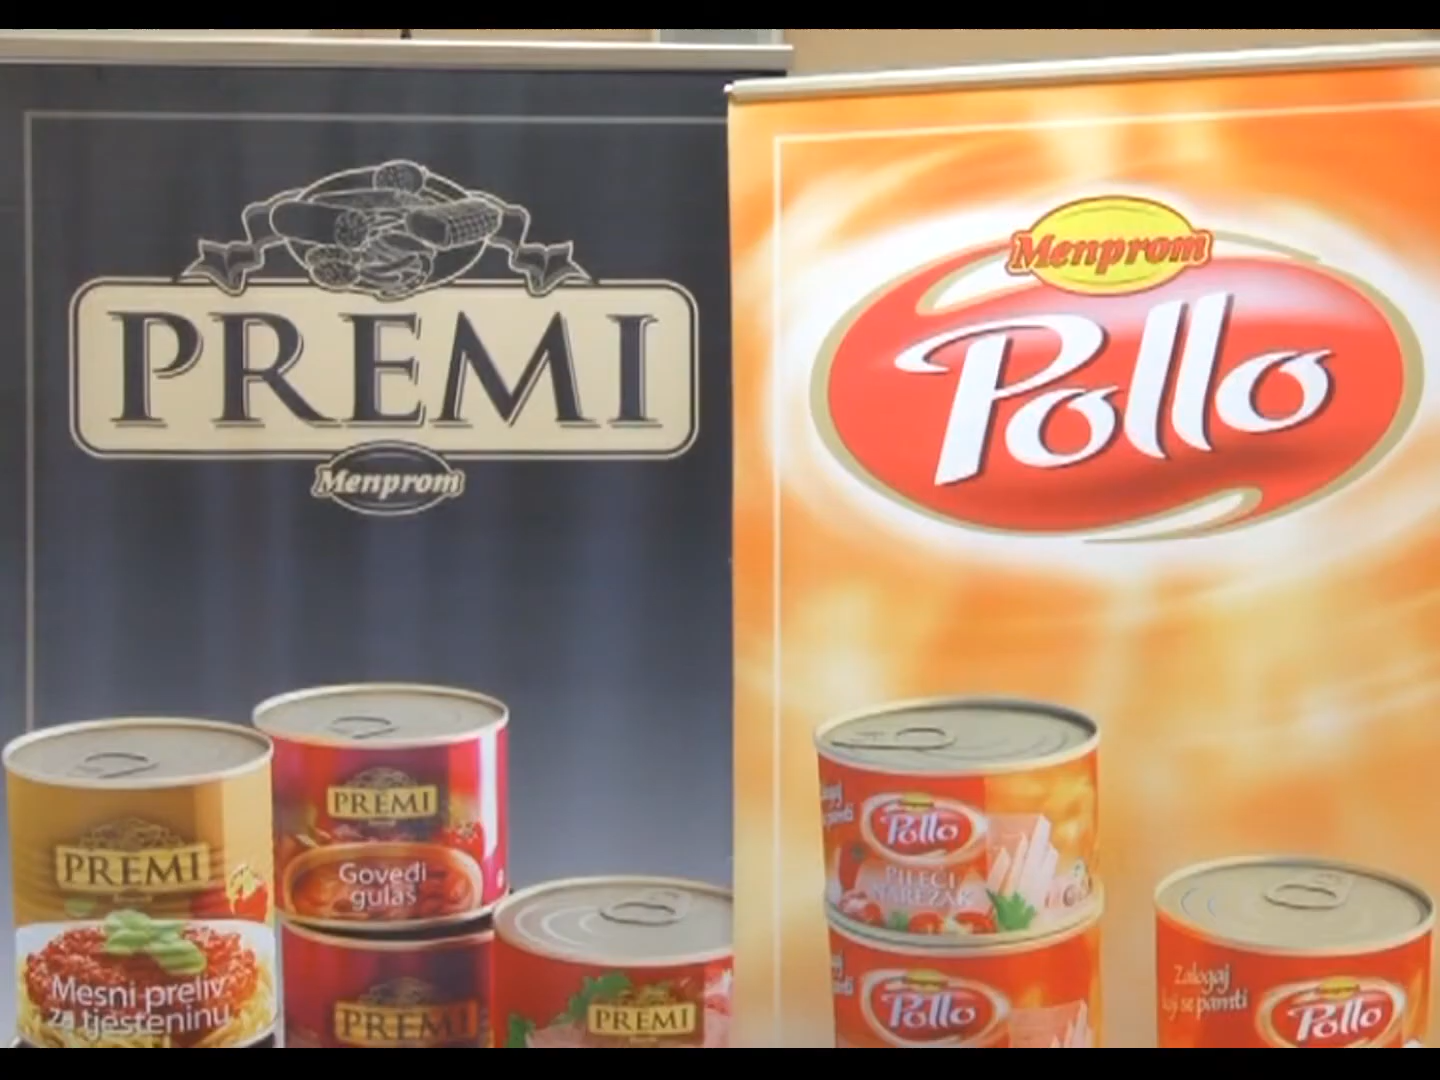 PREMI
Menprom
PREMI
Mesni preliv
za tjesteninu
PREMI
Goveđi
gulaš
PREMI
PREMI
Menprom
Pollo
Pollo
PILEĆI
NAREZAK
Pollo
Zalogaj
koji se pamti
Pollo